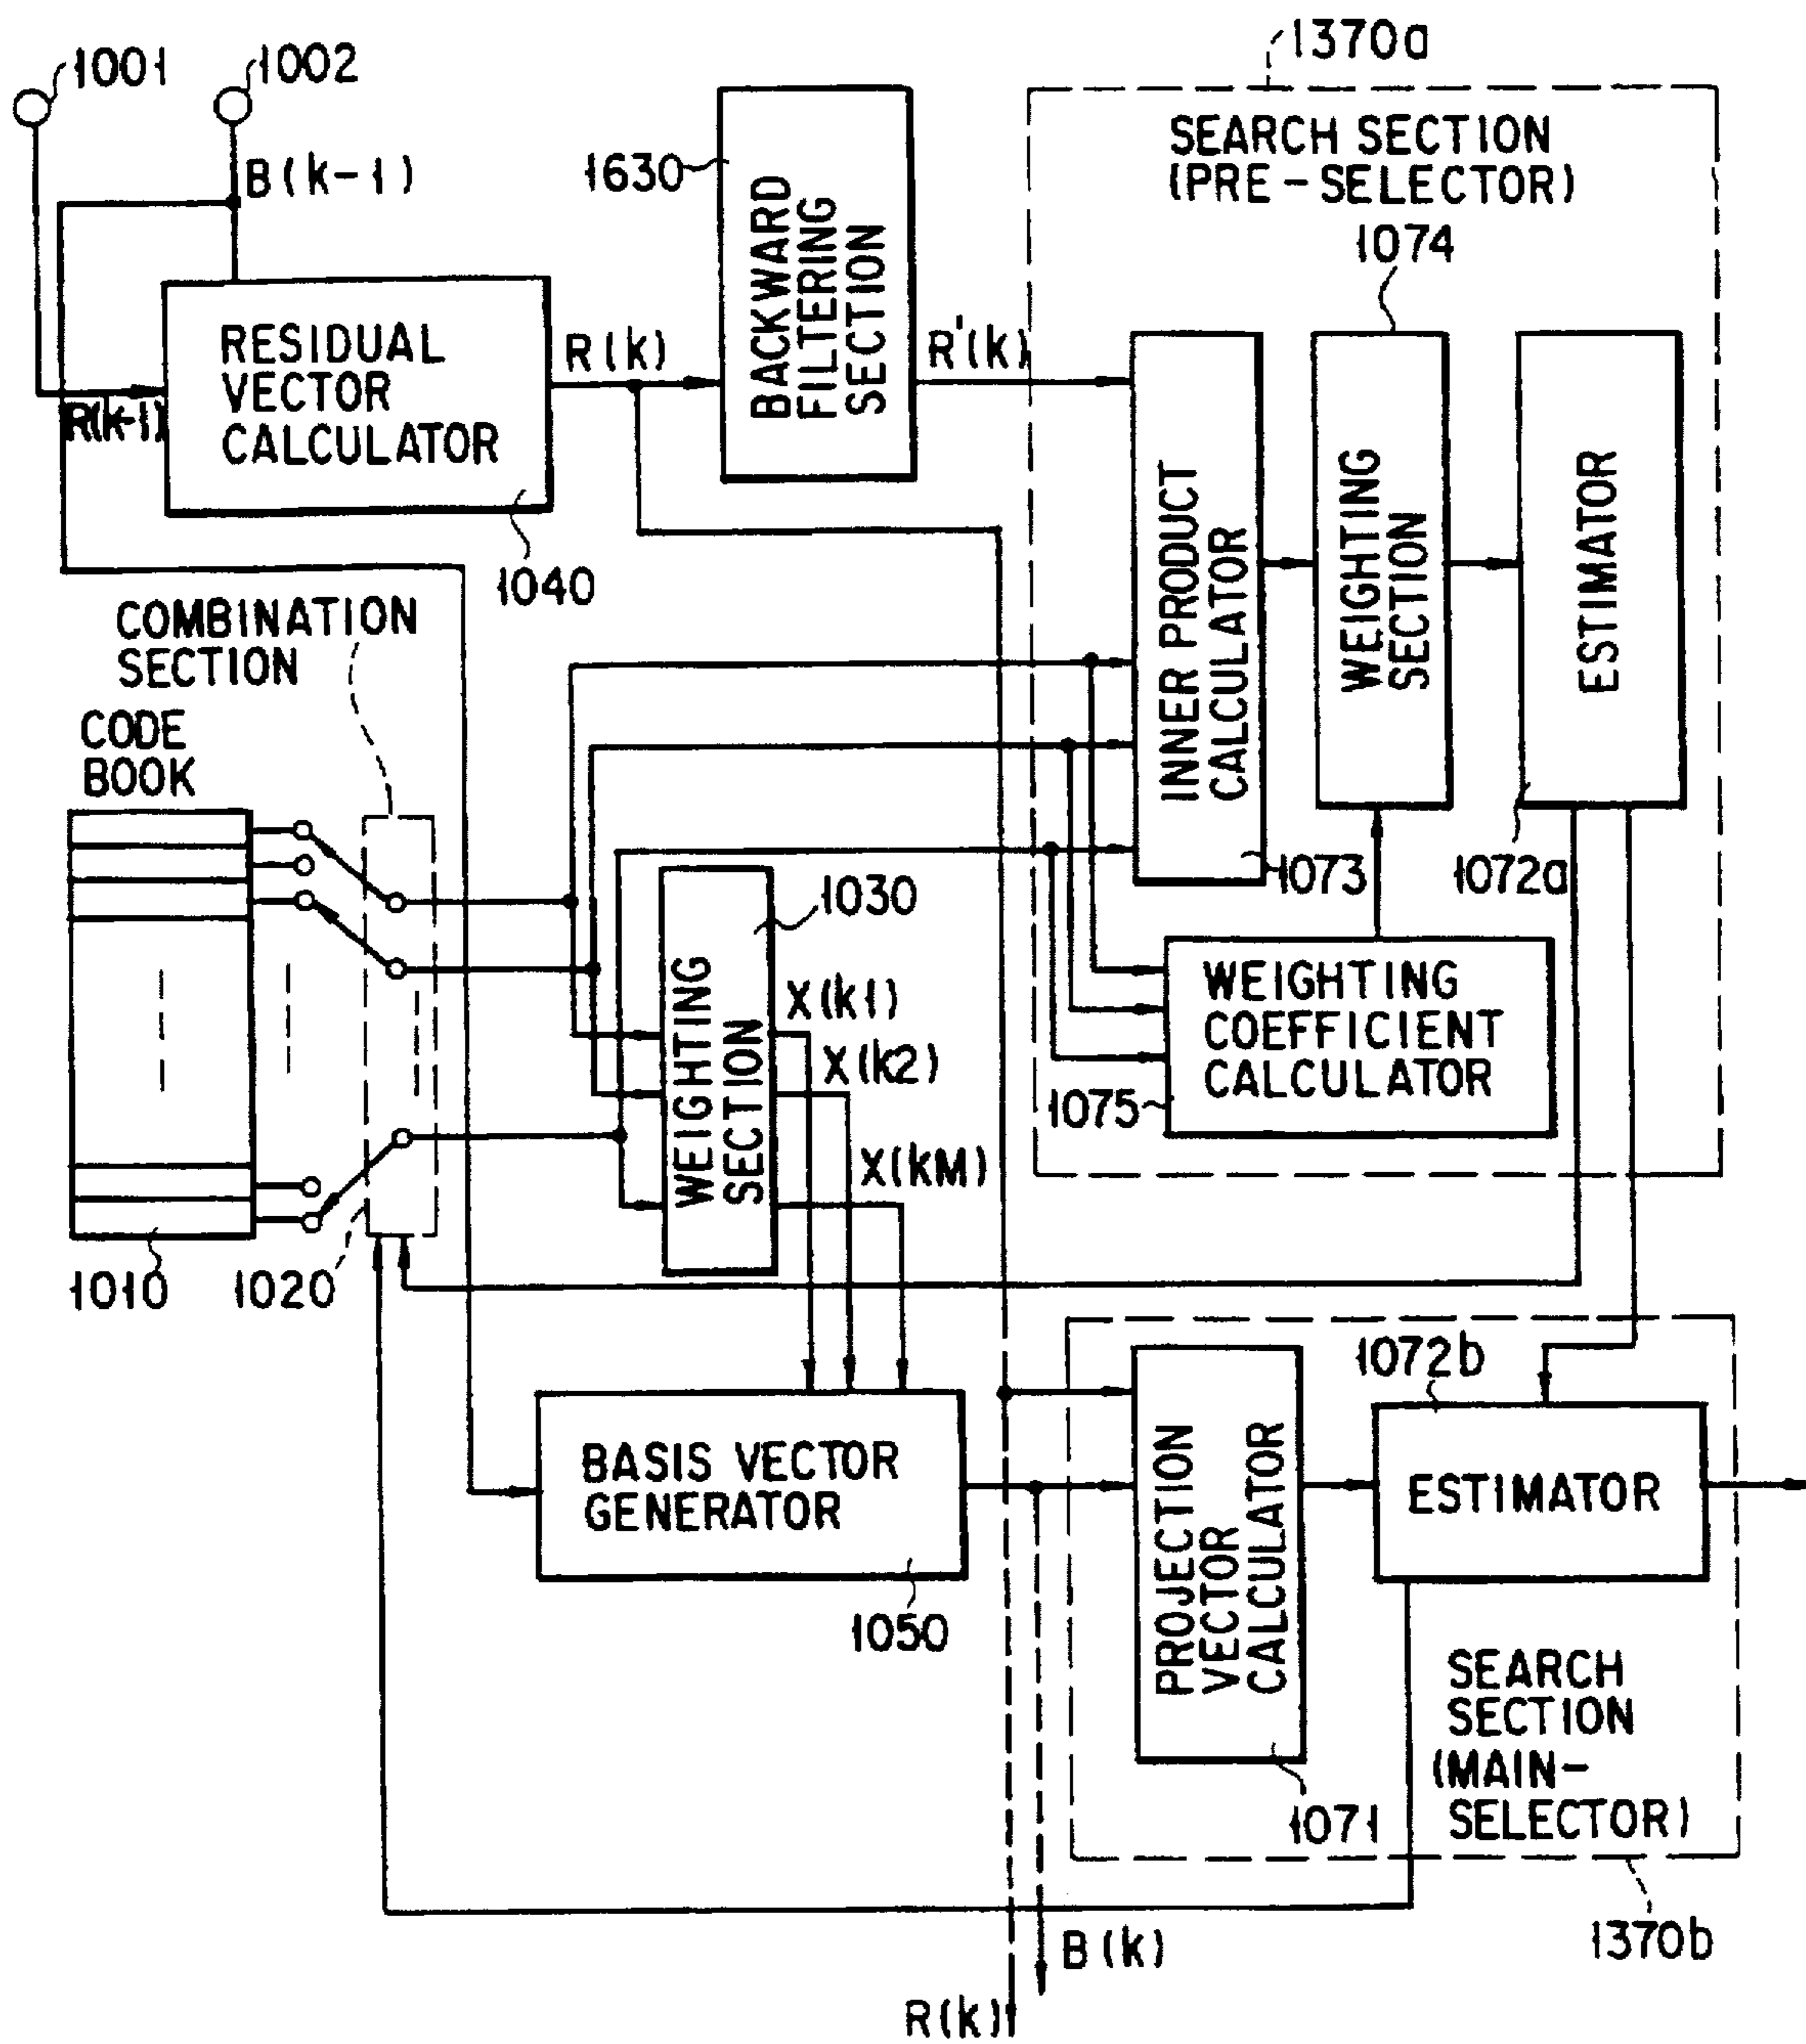 1001
1002
1370a
B(k-1)
1630
BACKWARD
FILTERING
SECTION
SEARCH SECTION
(PRE-SELECTOR)
1074
RESIDUAL
VECTOR
CALCULATOR
R(k-1)
R(k)
R'(k)
1040
INNER PRODUCT
CALCULATOR
WEIGHTING
SECTION
ESTIMATOR
COMBINATION
SECTION
CODE
BOOK
1073
1072a
1030
WEIGHTING
SECTION
X(k1)
X(k2)
X(kM)
WEIGHTING
COEFFICIENT
CALCULATOR
1075
1010
1020
1072b
BASIS VECTOR
GENERATOR
1050
PROJECTION
VECTOR
CALCULATOR
ESTIMATOR
1071
SEARCH
SECTION
(MAIN-
SELECTOR)
1370b
B(k)
R(k)